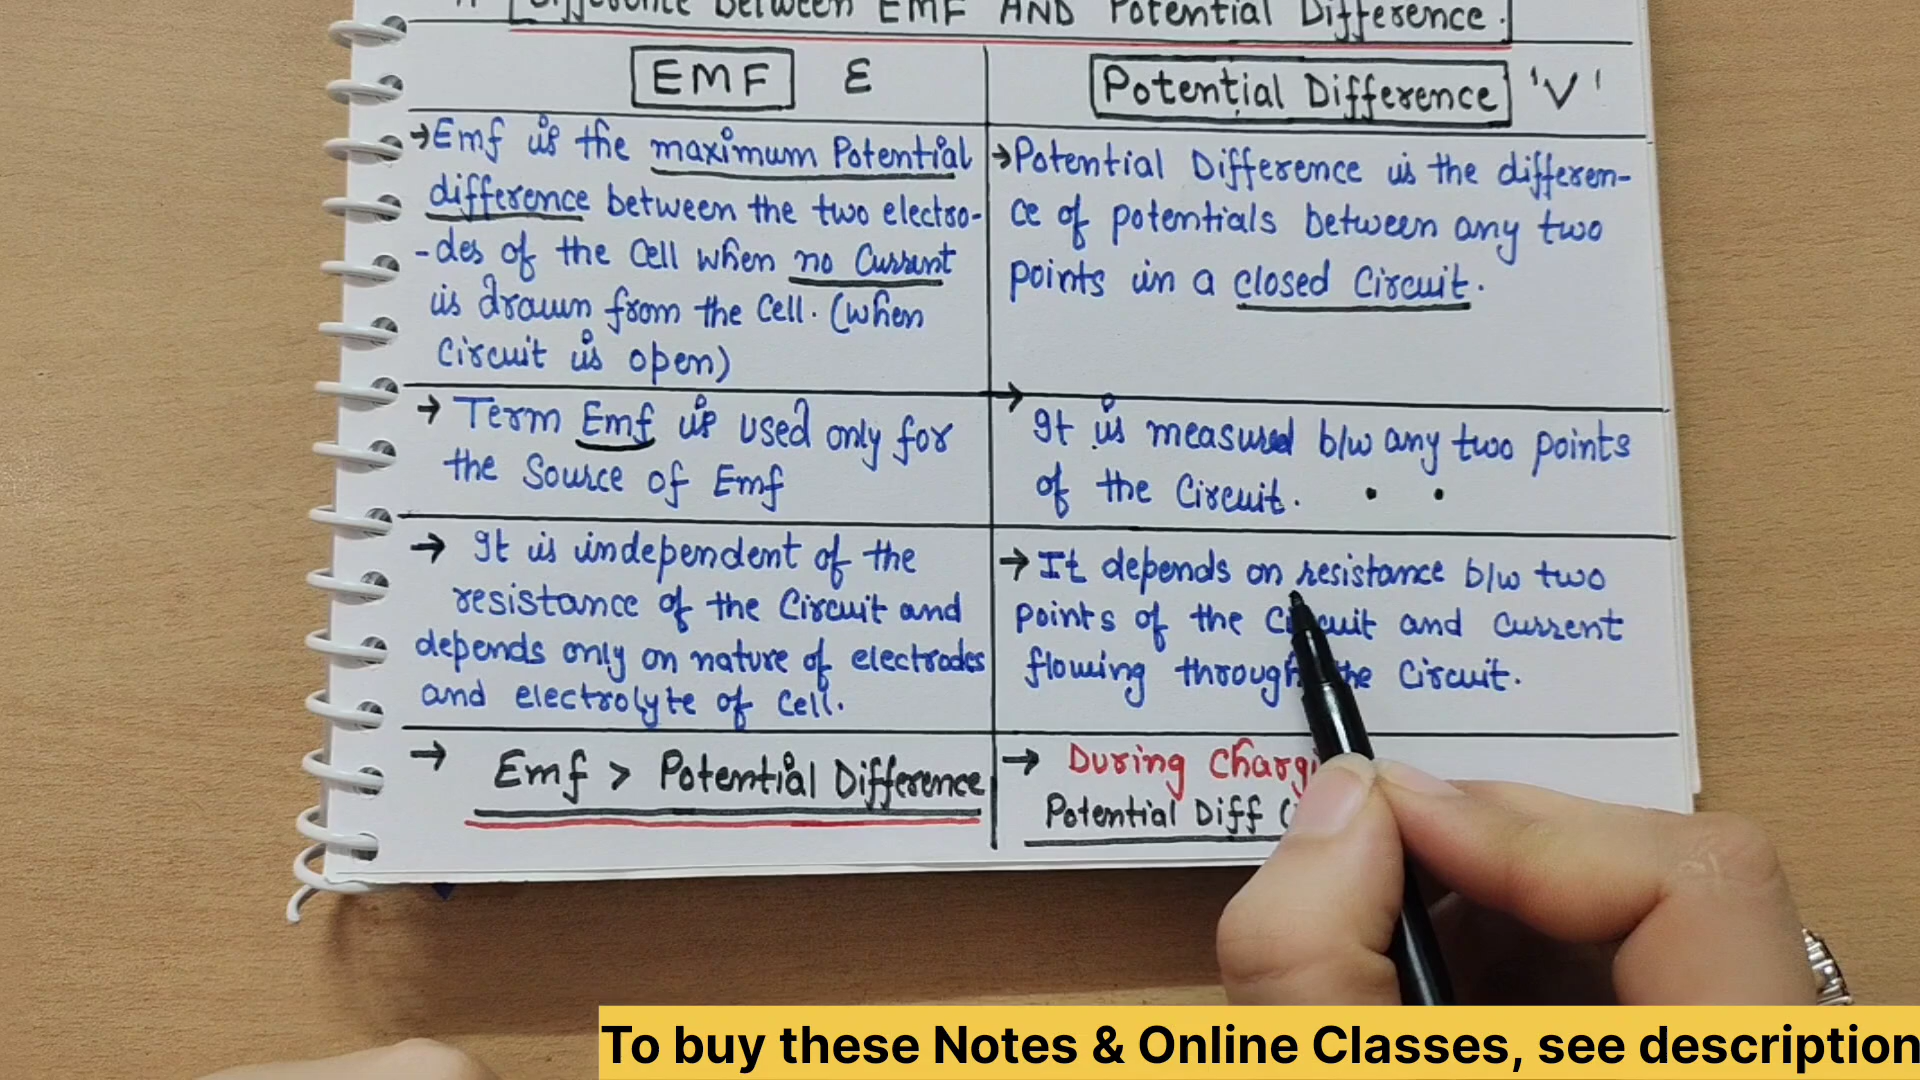 Difference between EMF AND Potential Difference.
EMF ε
Potential Difference 'V'
→Emf is the maximum Potential
difference between the two electro-
-des of the Cell when no Current
is drawn from the Cell. (when
Circuit is open)
→Potential Difference is the differen-
ce of potentials between any two
points in a closed Circuit.
→ Term Emf is used only for
the Source of Emf
→ It is measured b/w any two points
of the Circuit.
→ It is independent of the
resistance of the Circuit and
depends only on nature of electrodes
and electrolyte of Cell.
→ It depends on resistance b/w two
points of the Circuit and Current
flowing through the Circuit.
→ Emf > Potential Difference
→ During
Potential Diff
To buy these Notes & Online Classes, see description